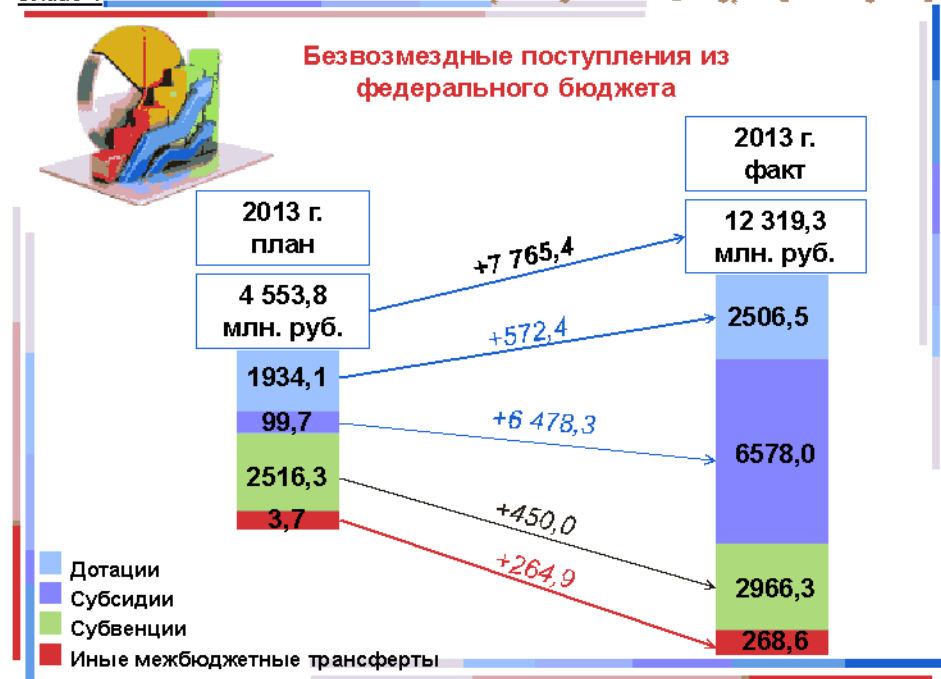 Безвозмездные поступления из
федерального бюджета
2013 г.
факт
12 319,3
млн. руб.
2013 г.
план
4 553,8
млн. руб.
+7 765,4
+572,4
+6 478,3
+450,0
+264,9
1934,1
99,7
2516,3
3,7
2506,5
6578,0
2966,3
268,6
Дотации
Субсидии
Субвенции
Иные межбюджетные трансферты